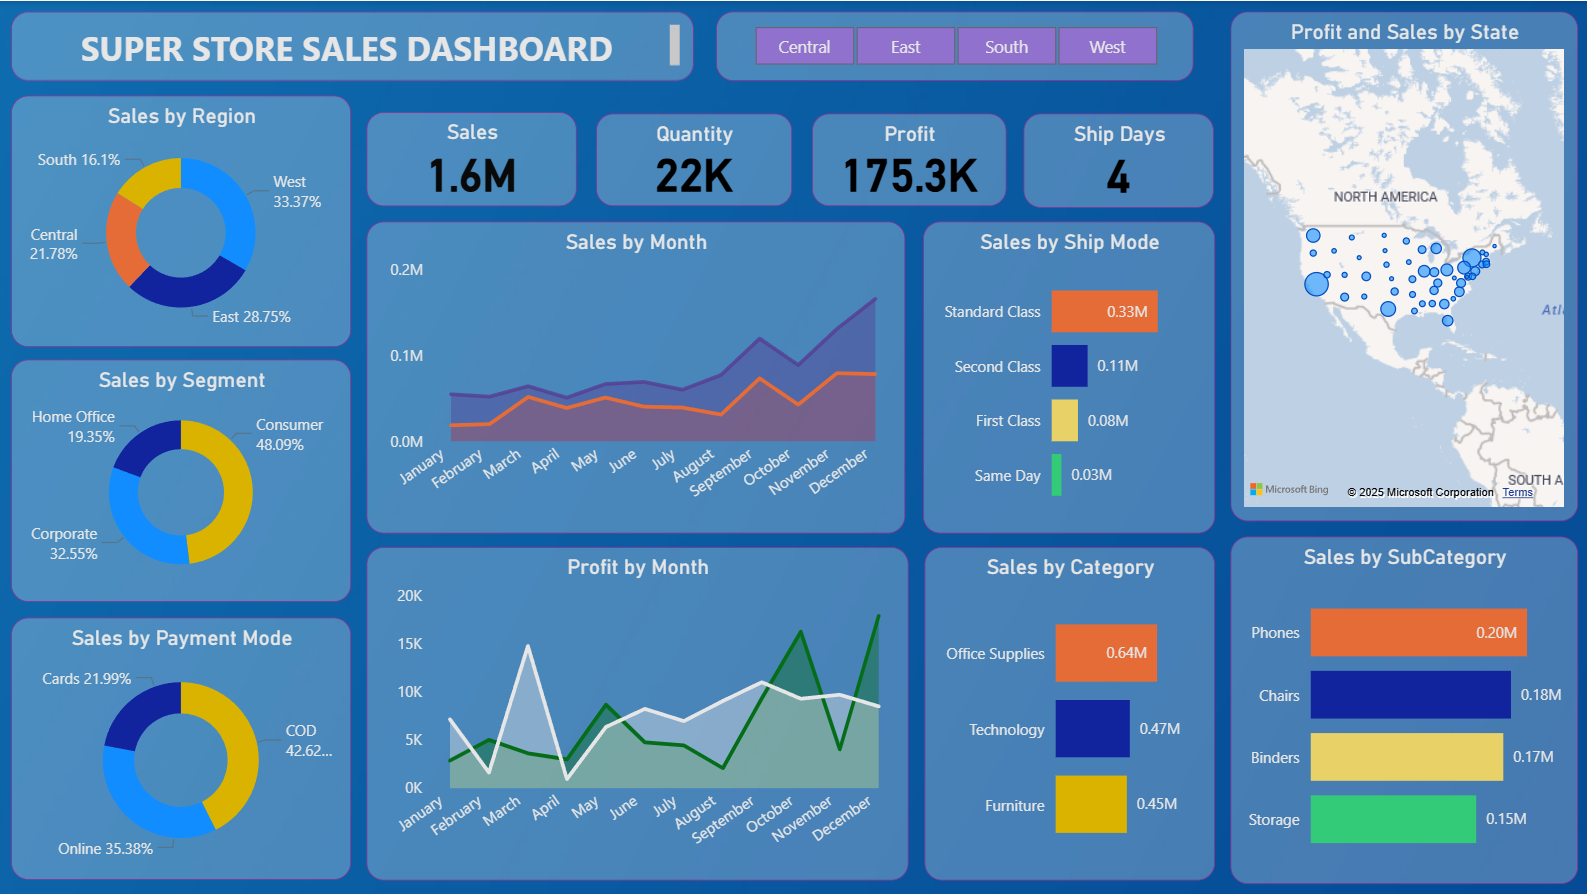 SUPER STORE SALES DASHBOARD
Central
East
South
West
Profit and Sales by State
NORTH AMERICA
Atl
SOUTH A
Microsoft Bing
© 2025 Microsoft Corporation
Terms
Sales by Region
South 16.1%
West
33.37%
Central
21.78%
East 28.75%
Sales
1.6M
Quantity
22K
Profit
175.3K
Ship Days
4
Sales by Month
0.2M
0.1M
0.0M
January
February
March
April
May
June
July
August
September
October
November
December
Sales by Ship Mode
Standard Class
0.33M
Second Class
0.11M
First Class
0.08M
Same Day
0.03M
Sales by Segment
Home Office
19.35%
Consumer
48.09%
Corporate
32.55%
Sales by Payment Mode
Cards 21.99%
COD
42.62...
Online 35.38%
Profit by Month
20K
15K
10K
5K
0K
January
February
March
April
May
June
July
August
September
October
November
December
Sales by Category
Office Supplies
0.64M
Technology
0.47M
Furniture
0.45M
Sales by SubCategory
Phones
0.20M
Chairs
0.18M
Binders
0.17M
Storage
0.15M